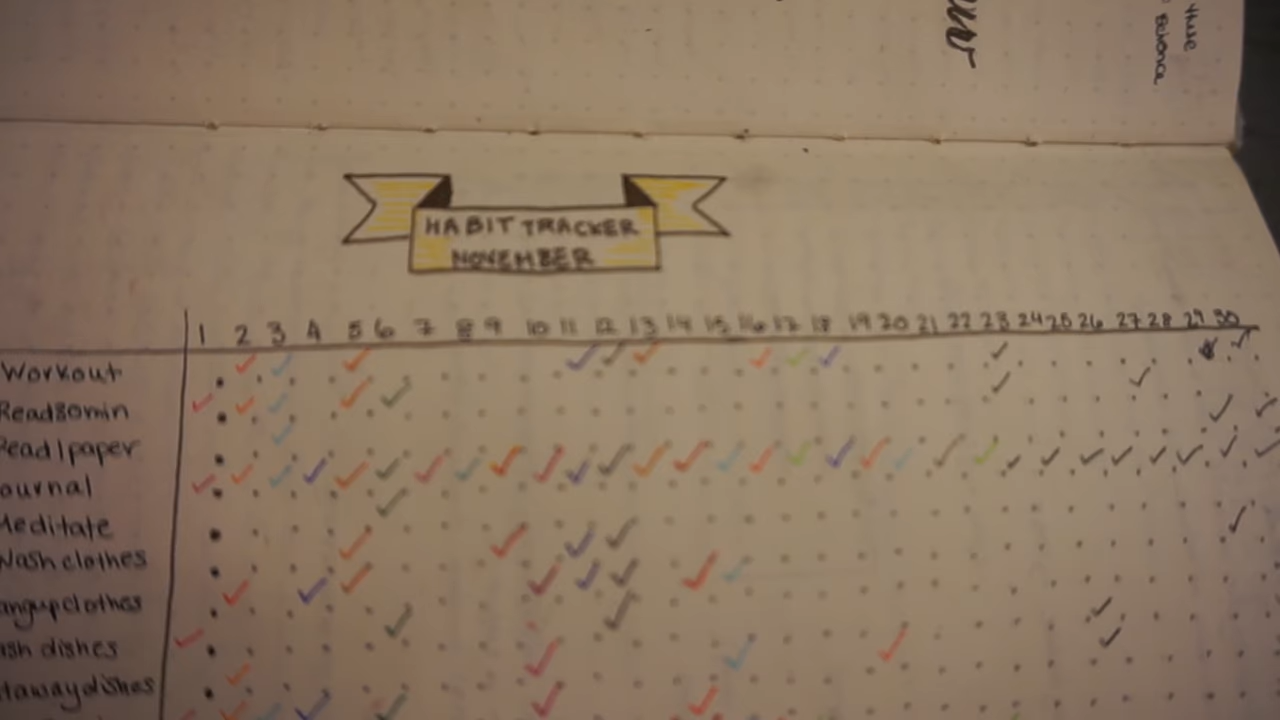 HABIT TRACKER
NOVEMBER
1 2 3 4 5 6 7 8 9 10 11 12 13 14 15 16 17 18 19 20 21 22 23 24 25 26 27 28 29 30
Workout
Read30min
Read1paper
ournal
Meditate
Wash clothes
angupclothes
ash dishes
tawaydishes